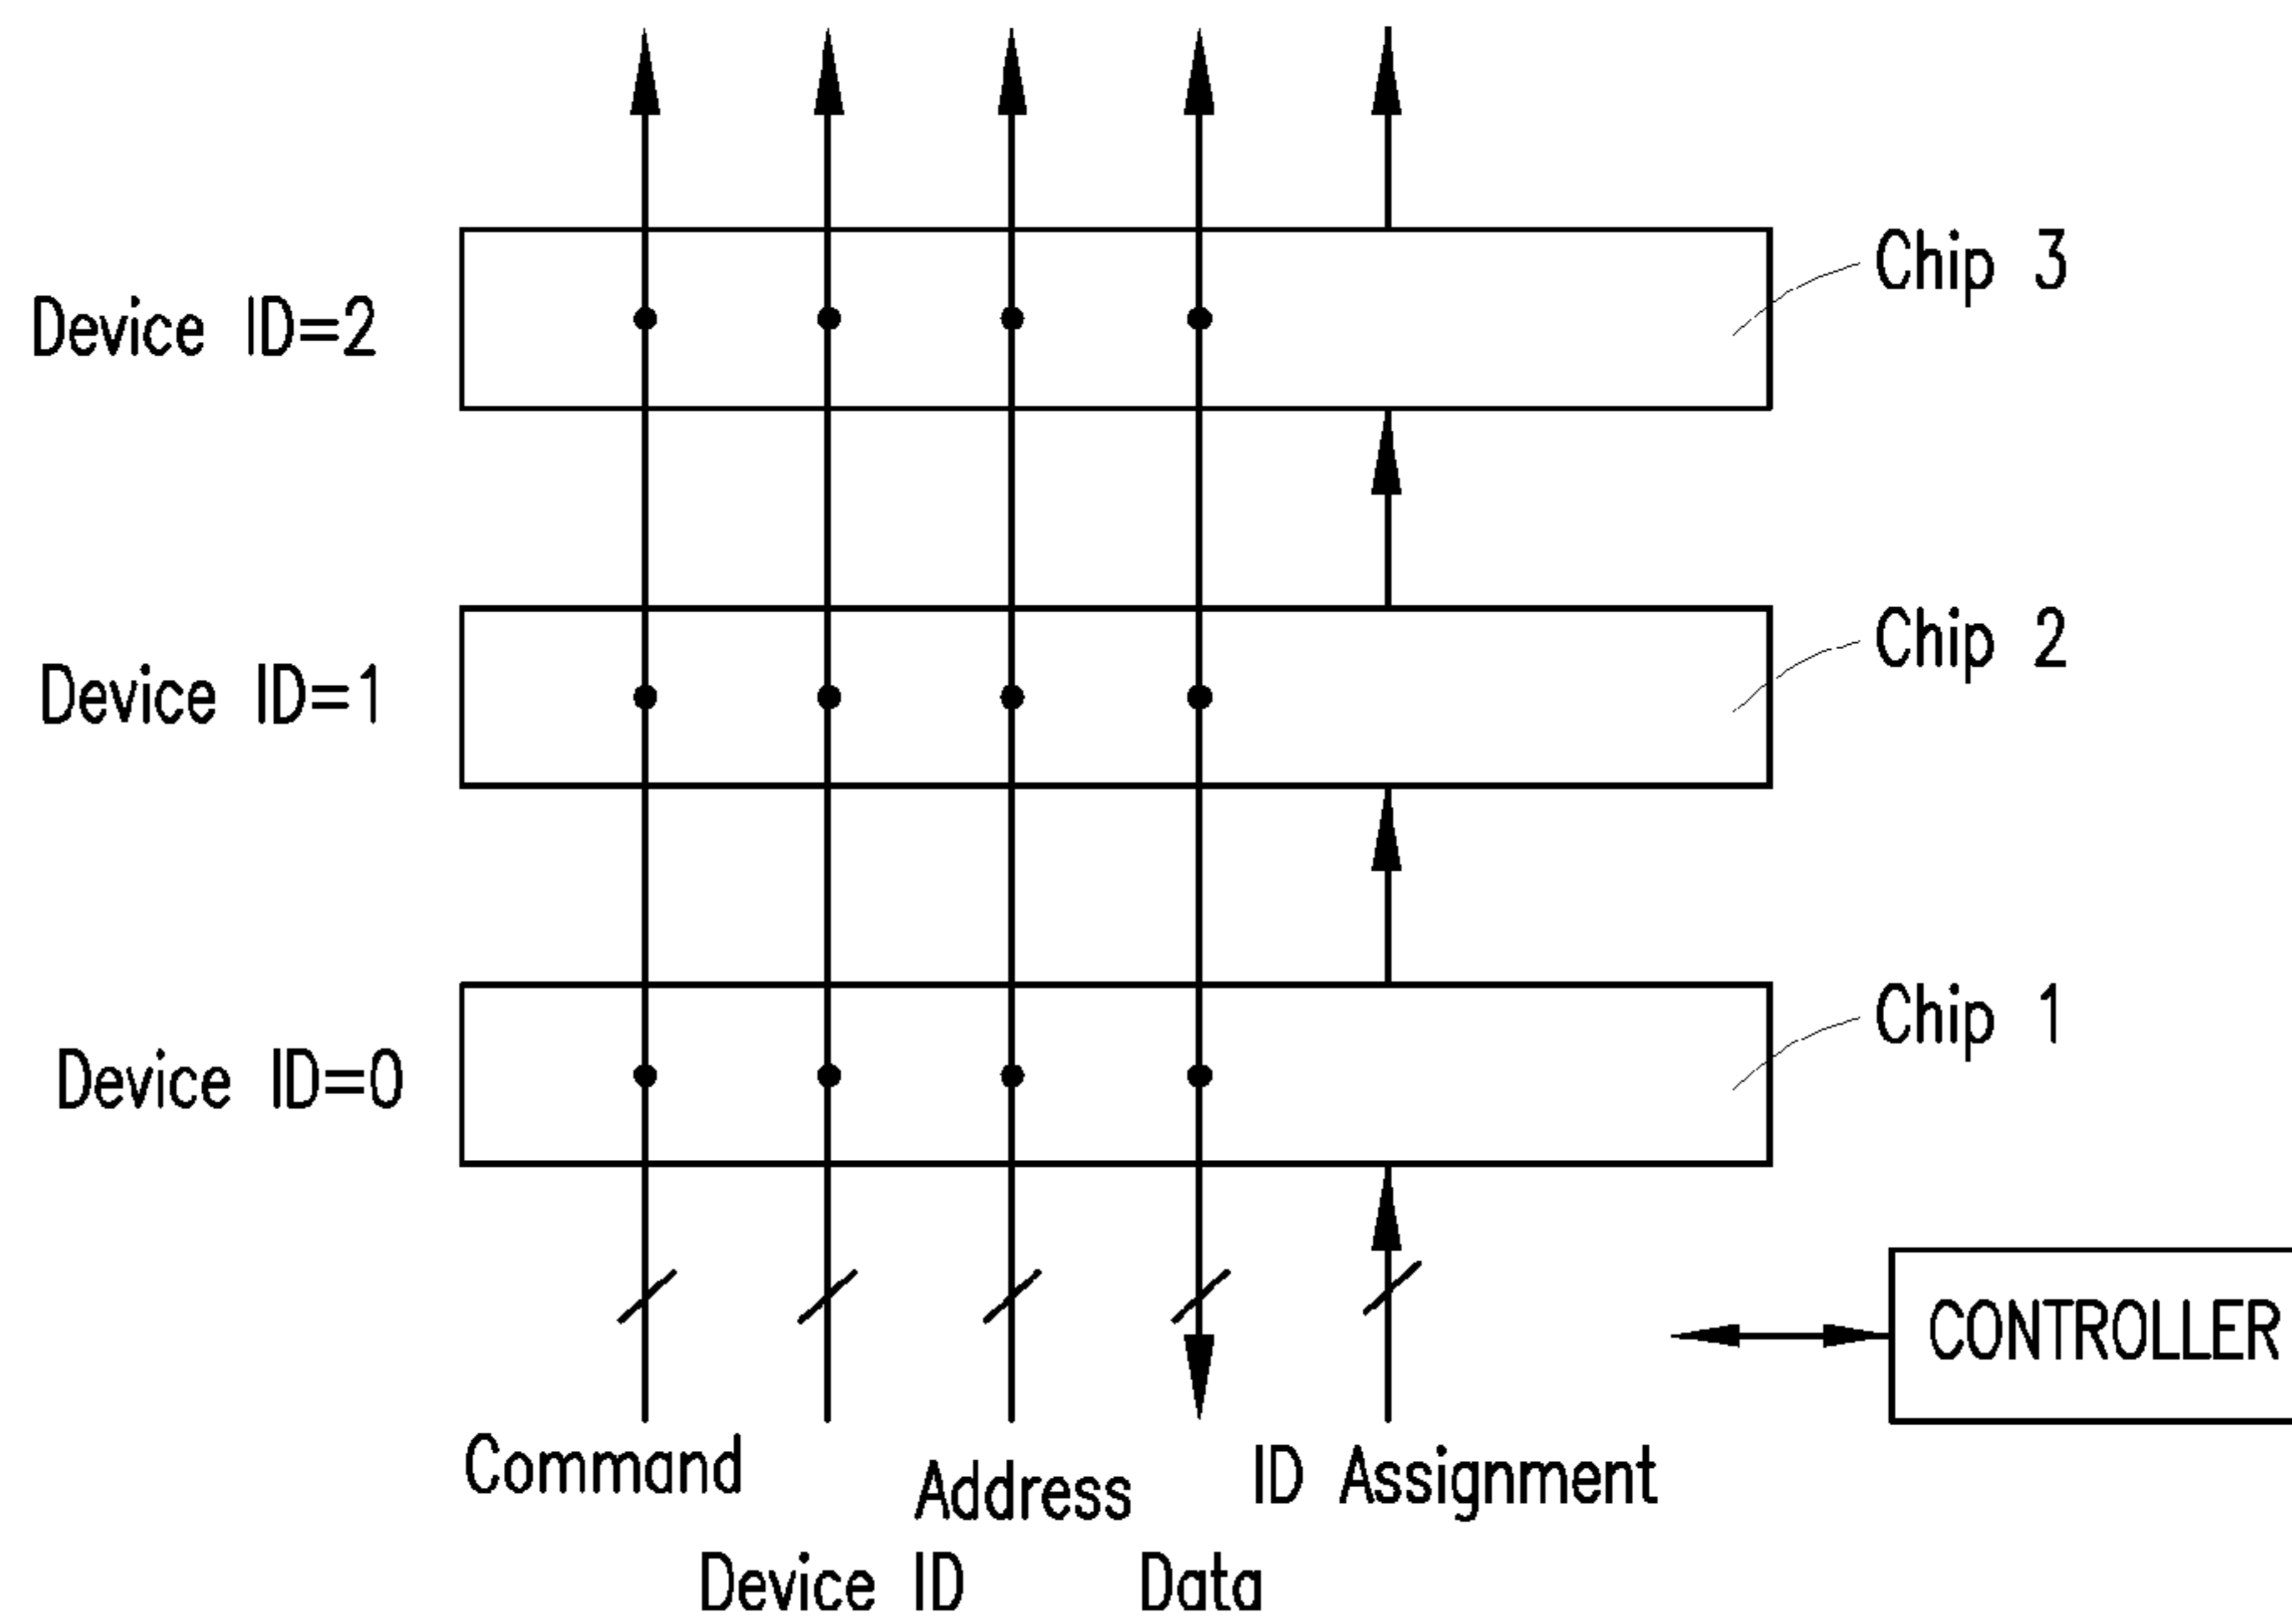 Chip 3
Device ID=2
Chip 2
Device ID=1
Chip 1
Device ID=0
CONTROLLER
Command
Address
ID Assignment
Device ID
Data